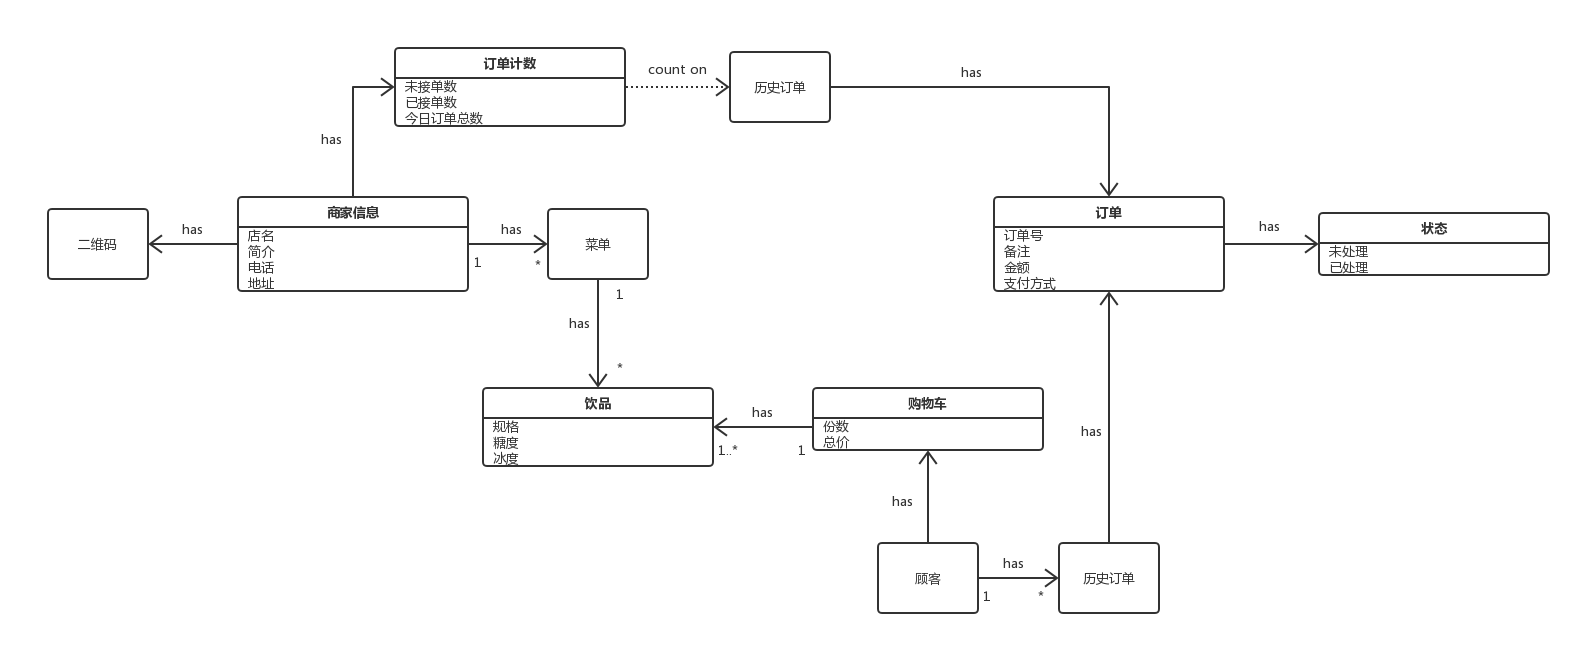 订单计数
未接单数
已接单数
今日订单总数
count on
历史订单
has
has
二维码
has
商家信息
店名
简介
电话
地址
has
1
*
菜单
订单
订单号
备注
金额
支付方式
has
状态
未处理
已处理
1
has
*
饮品
规格
糖度
冰度
has
1..*
1
购物车
份数
总价
has
has
顾客
has
1
*
历史订单